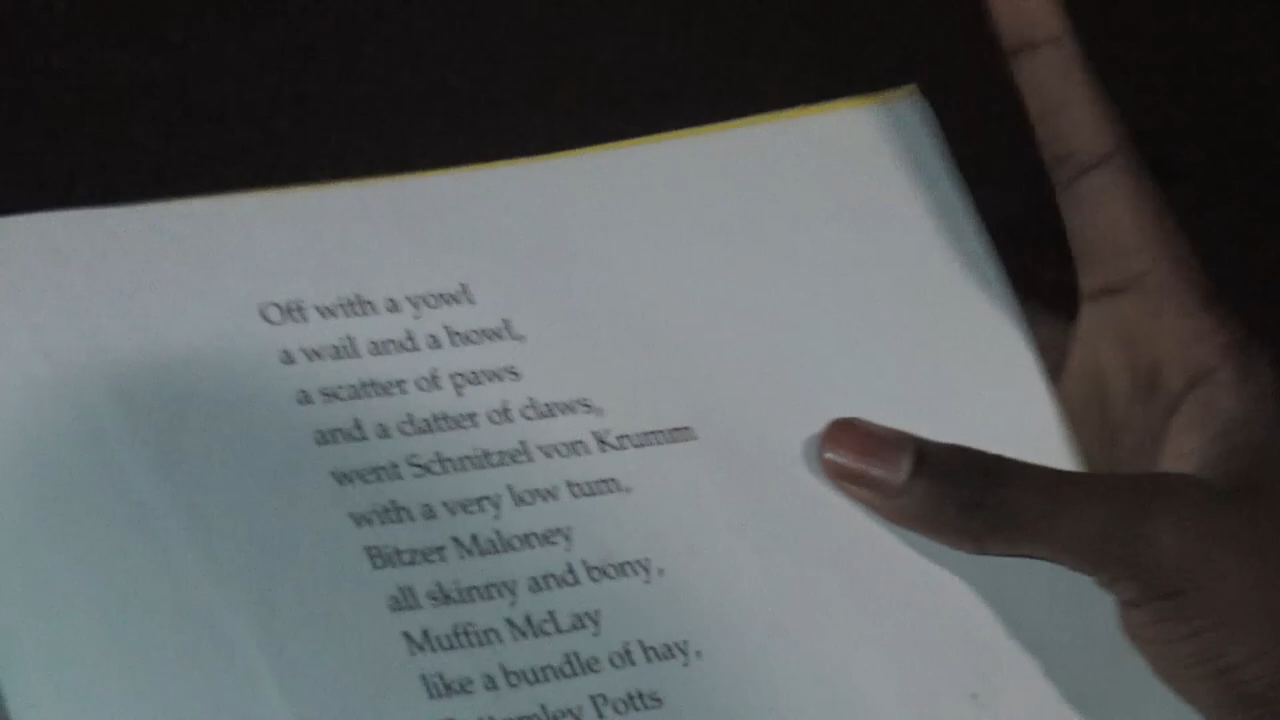 Off with a yowl
a wail and a howl,
a scatter of paws
and a clatter of claws,
went Schnitzel von Krumm
with a very low tum,
Bitzer Maloney
all skinny and bony,
Muffin McLay
like a bundle of hay,
Potts